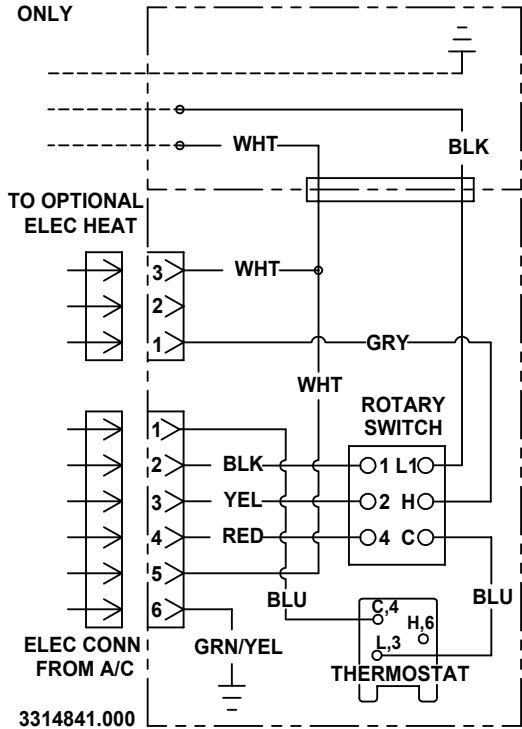 ONLY
WHT
BLK
TO OPTIONAL
ELEC HEAT
3
WHT
2
1
GRY
WHT
ROTARY
SWITCH
1
2
BLK
1 L1
3
YEL
2 H
4
RED
4 C
5
BLU
BLU
6
C,4
H,6
L,3
GRN/YEL
ELEC CONN
FROM A/C
THERMOSTAT
3314841.000